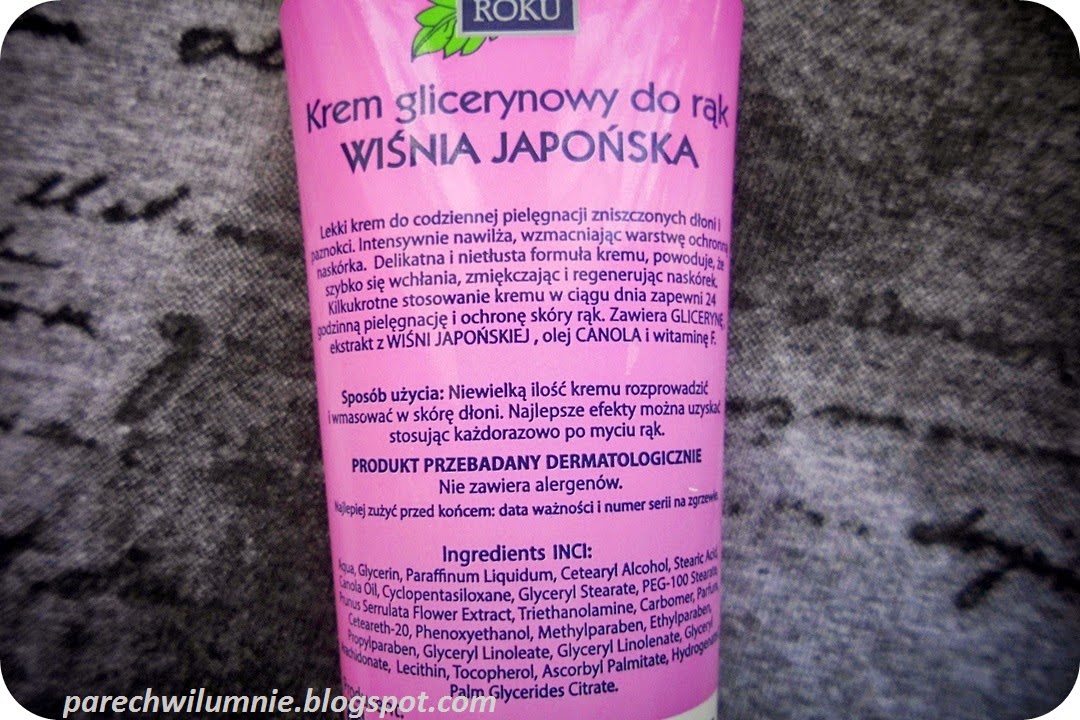 ROKU
Krem glicerynowy do rąk
WIŚNIA JAPOŃSKA
Lekki krem do codziennej pielęgnacji zniszczonych dłoni i
paznokci. Intensywnie nawilża, wzmacniając warstwę ochronną
naskórka. Delikatna i nietłusta formuła kremu, powoduje, że
szybko się wchłania, zmiękczając i regenerując naskórek.
Kilkukrotne stosowanie kremu w ciągu dnia zapewni 24
godzinną pielęgnację i ochronę skóry rąk. Zawiera GLICERYNĘ,
ekstrakt z WIŚNI JAPOŃSKIEJ , olej CANOLA i witaminę F.
Sposób użycia: Niewielką ilość kremu rozprowadzić
i wmasować w skórę dłoni. Najlepsze efekty można uzyskać
stosując każdorazowo po myciu rąk.
PRODUKT PRZEBADANY DERMATOLOGICZNIE
Nie zawiera alergenów.
Najlepiej zużyć przed końcem: data ważności i numer serii na zgrzewie.
Ingredients INCI:
Aqua, Glycerin, Paraffinum Liquidum, Cetearyl Alcohol, Stearic Acid,
Canola Oil, Cyclopentasiloxane, Glyceryl Stearate, PEG-100 Stearate,
Prunus Serrulata Flower Extract, Triethanolamine, Carbomer, Parfum,
Ceteareth-20, Phenoxyethanol, Methylparaben, Ethylparaben,
Propylparaben, Glyceryl Linoleate, Glyceryl Linolenate, Glyceryl
Arachidonate, Lecithin, Tocopherol, Ascorbyl Palmitate, Hydrogenated
Palm Glycerides Citrate.
parechwilumnie.blogspot.com